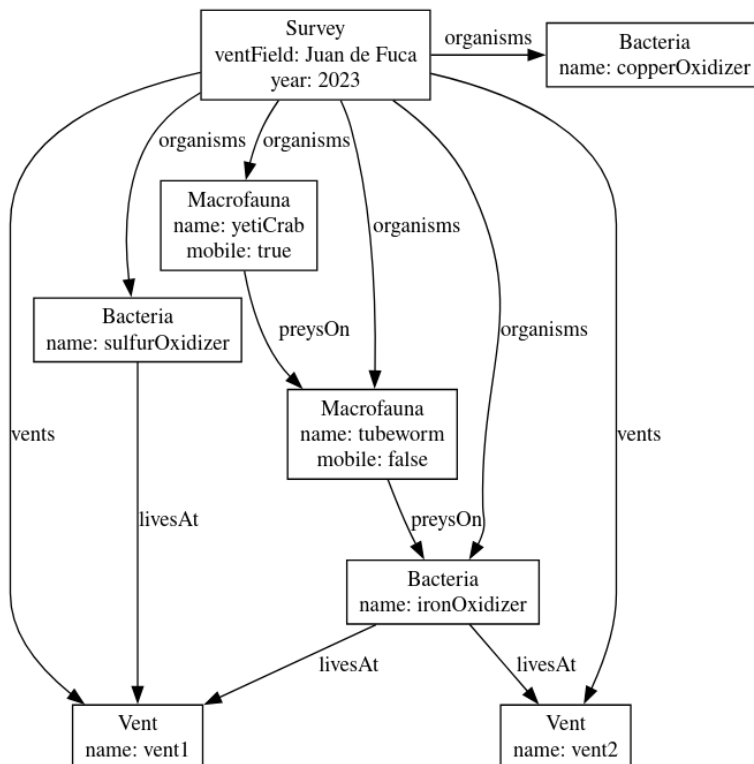 Survey
ventField: Juan de Fuca
year: 2023
organisms
Bacteria
name: copperOxidizer
organisms
organisms
Macrofauna
name: yetiCrab
mobile: true
organisms
Bacteria
name: sulfurOxidizer
preysOn
organisms
Macrofauna
name: tubeworm
mobile: false
vents
vents
livesAt
preysOn
Bacteria
name: ironOxidizer
livesAt
livesAt
Vent
name: vent1
Vent
name: vent2